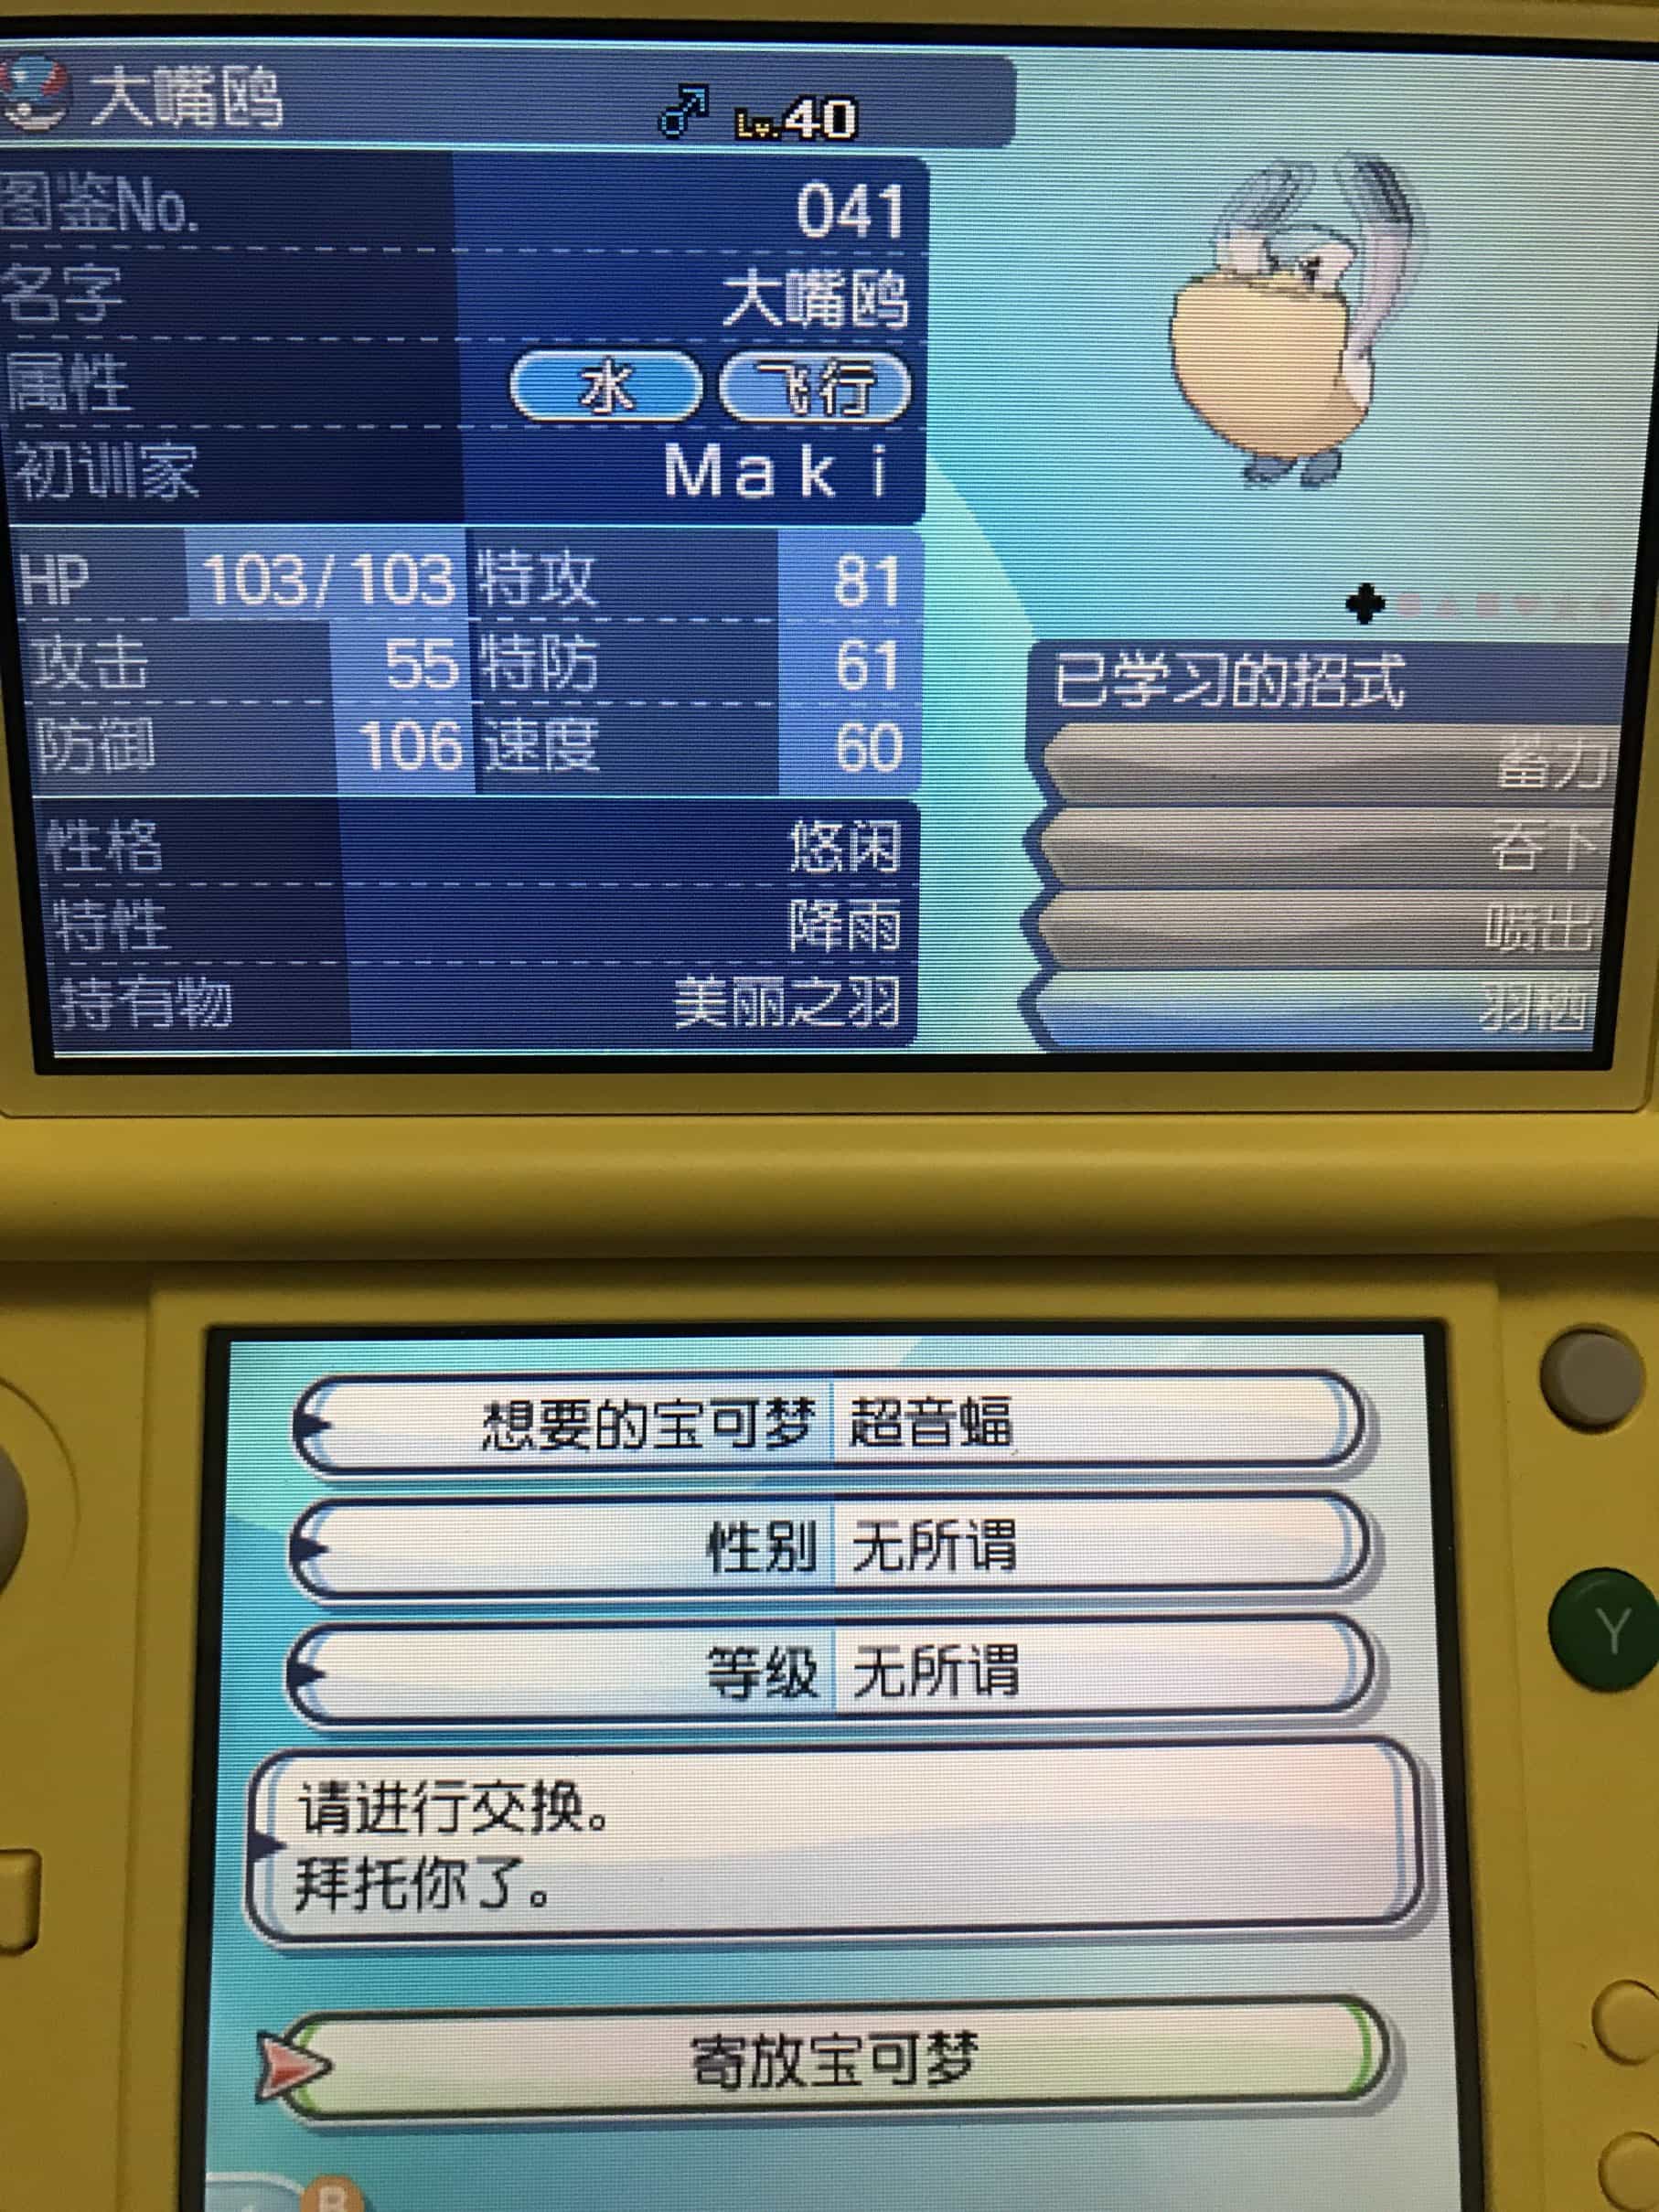 大嘴鸥 ♂ Lv.40
图鉴No. 041
名字 大嘴鸥
属性 水 飞行
初训家 Maki
HP 103/103 特攻 81
攻击 55 特防 61
防御 106 速度 60
性格 悠闲
特性 降雨
持有物 美丽之羽
已学习的招式
蓄力
吞下
喷出
羽栖
想要的宝可梦 超音蝠
性别 无所谓
等级 无所谓
请进行交换。
拜托你了。
寄放宝可梦
B
Y